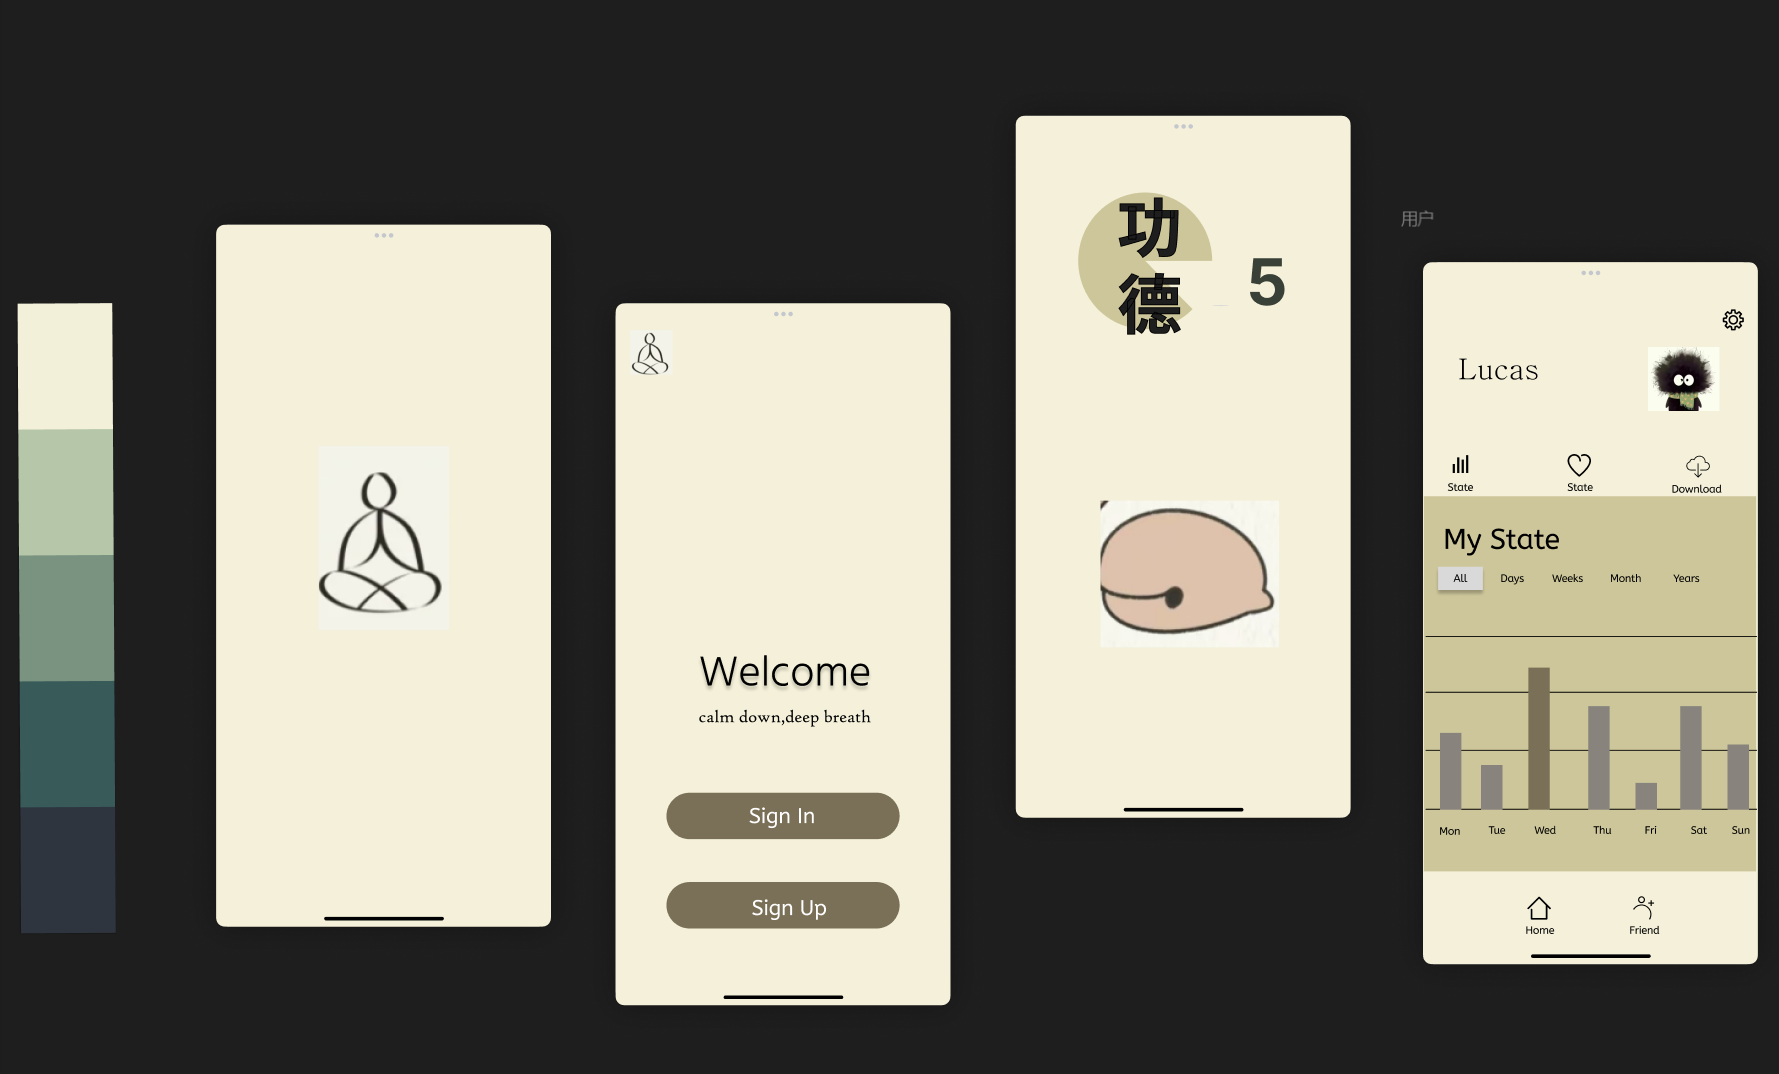 Welcome
calm down,deep breath
Sign In
Sign Up
功
德
5
用户
Lucas
State
State
Download
My State
All Days Weeks Month Years
Mon Tue Wed Thu Fri Sat Sun
Home
Friend